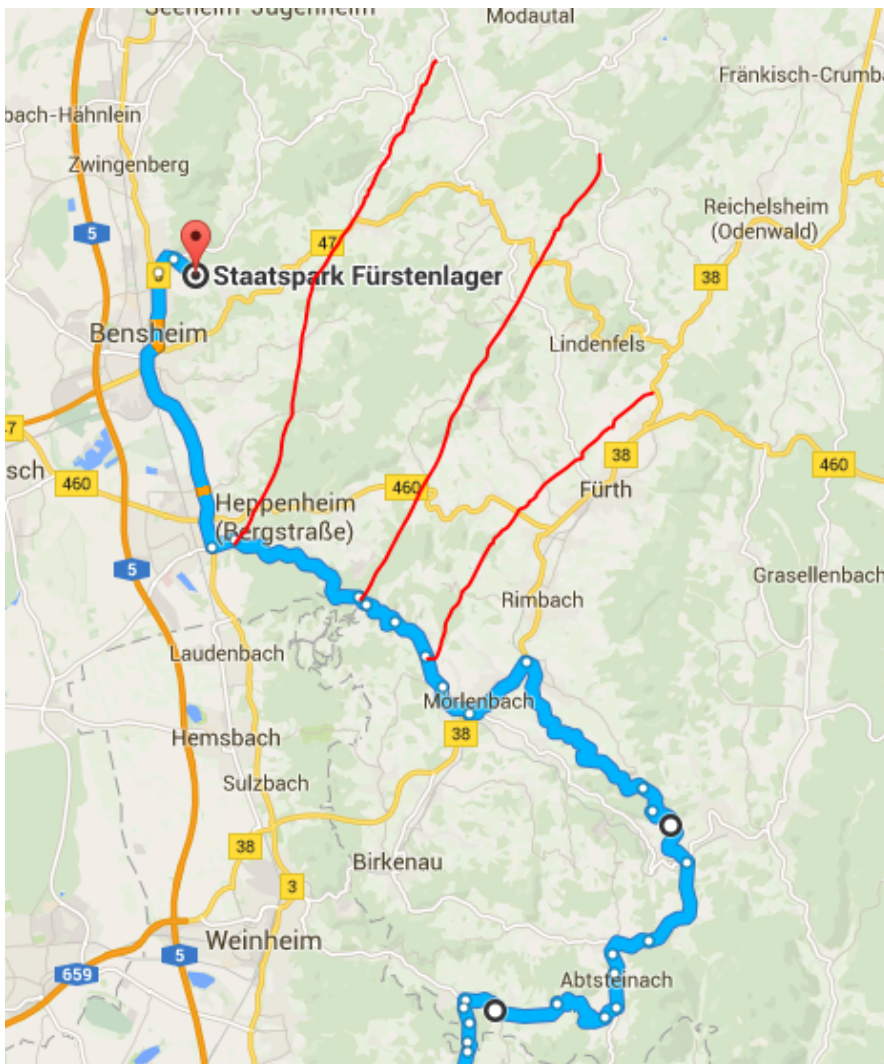 Seeheim-Jugenheim
Modautal
Fränkisch-Crumba
bach-Hähnlein
Zwingenberg
5
47
Reichelsheim
(Odenwald)
Staatspark Fürstenlager
38
Bensheim
Lindenfels
47
38
sch
460
460
460
Fürth
Heppenheim
(Bergstraße)
5
Grasellenbach
Rimbach
Laudenbach
Mörlenbach
Hemsbach
38
Sulzbach
38
Birkenau
3
Weinheim
5
659
Abtsteinach